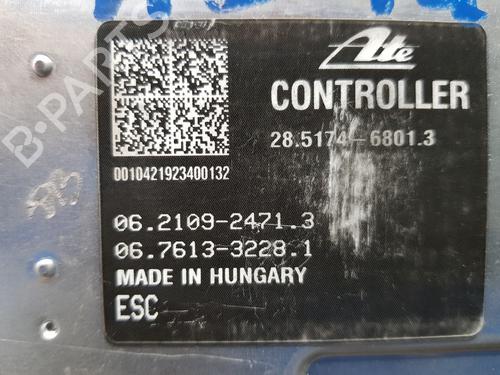 Ate
CONTROLLER
28.5174-6801.3
0010421923400132
06.2109-2471.3
06.7613-3228.1
MADE IN HUNGARY
ESC
B-PARTS